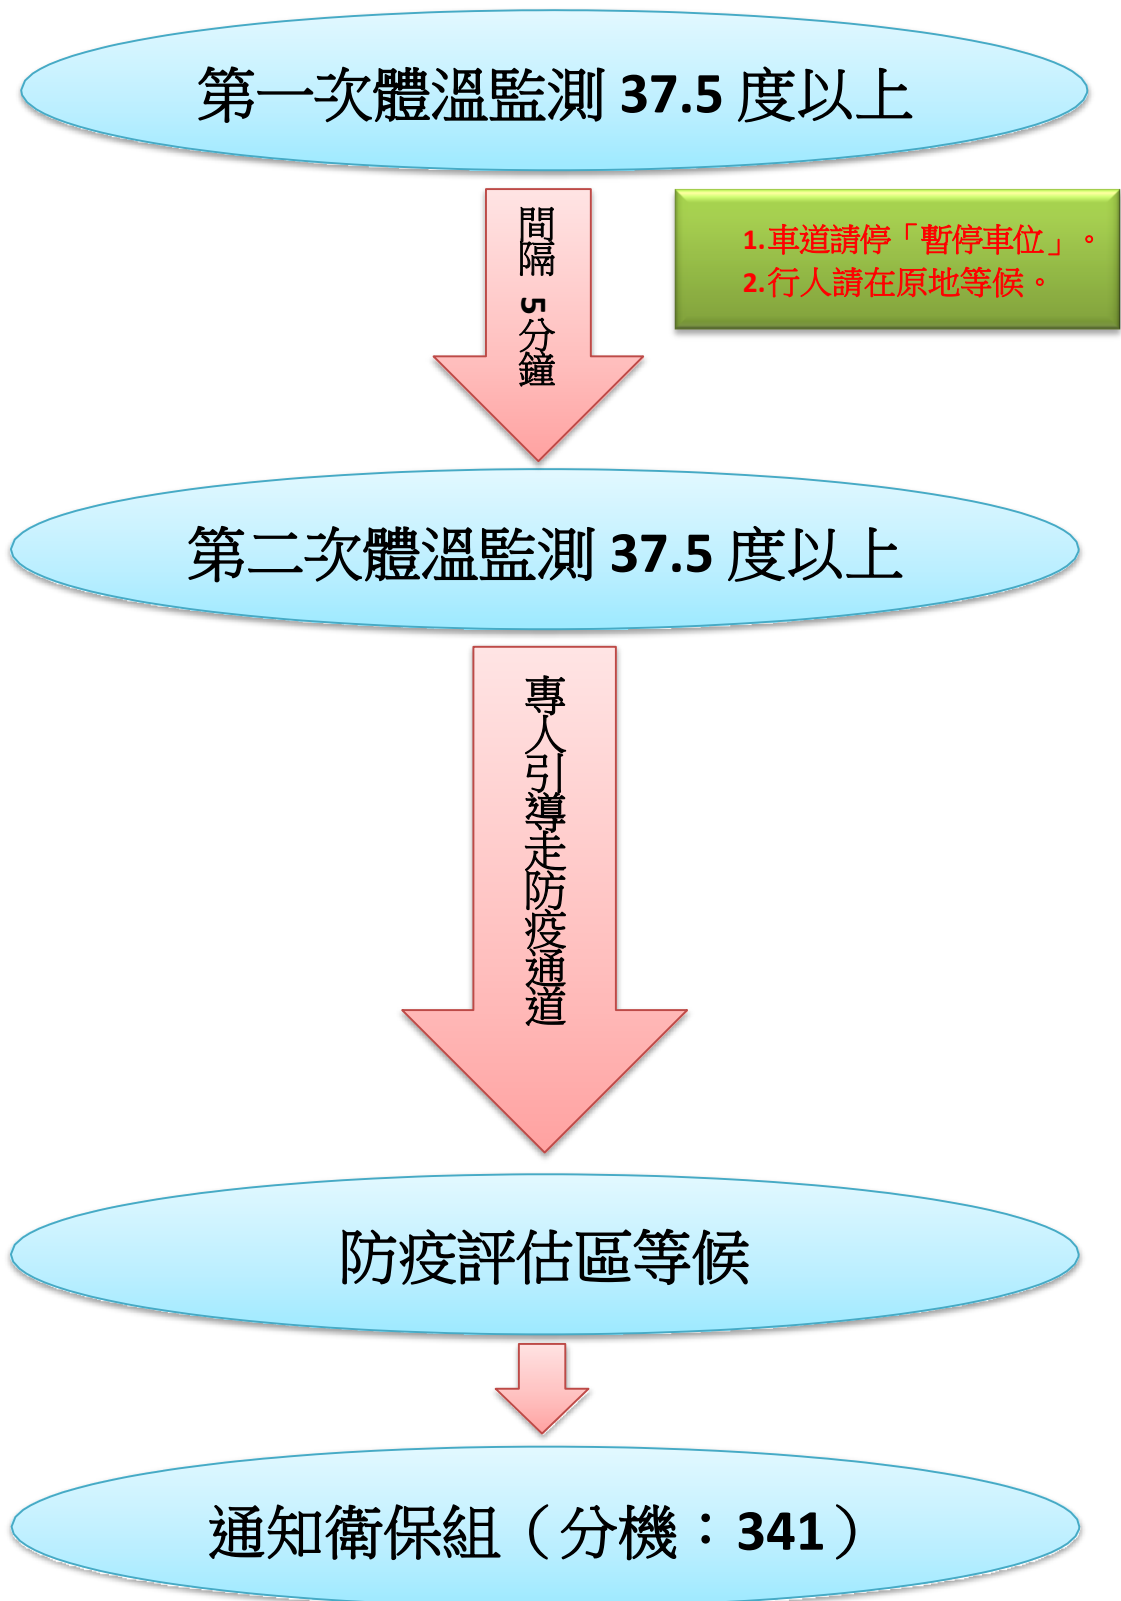 第一次體溫監測 37.5 度以上
間隔 5分鐘
1.車道請停「暫停車位」。
2.行人請在原地等候。
第二次體溫監測 37.5 度以上
專人引導走防疫通道
防疫評估區等候
通知衛保組（分機：341）